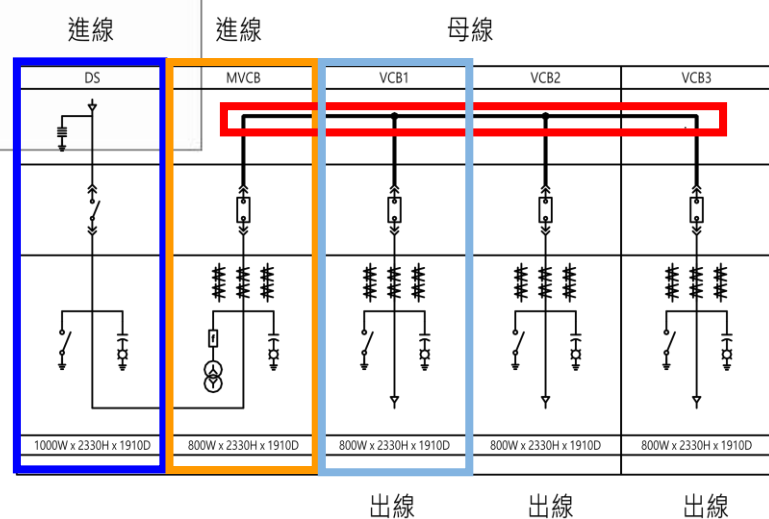 進線 進線 母線
DS MVCB VCB1 VCB2 VCB3
f
1000W x 2330H x 1910D 800W x 2330H x 1910D 800W x 2330H x 1910D 800W x 2330H x 1910D 800W x 2330H x 1910D
出線 出線 出線